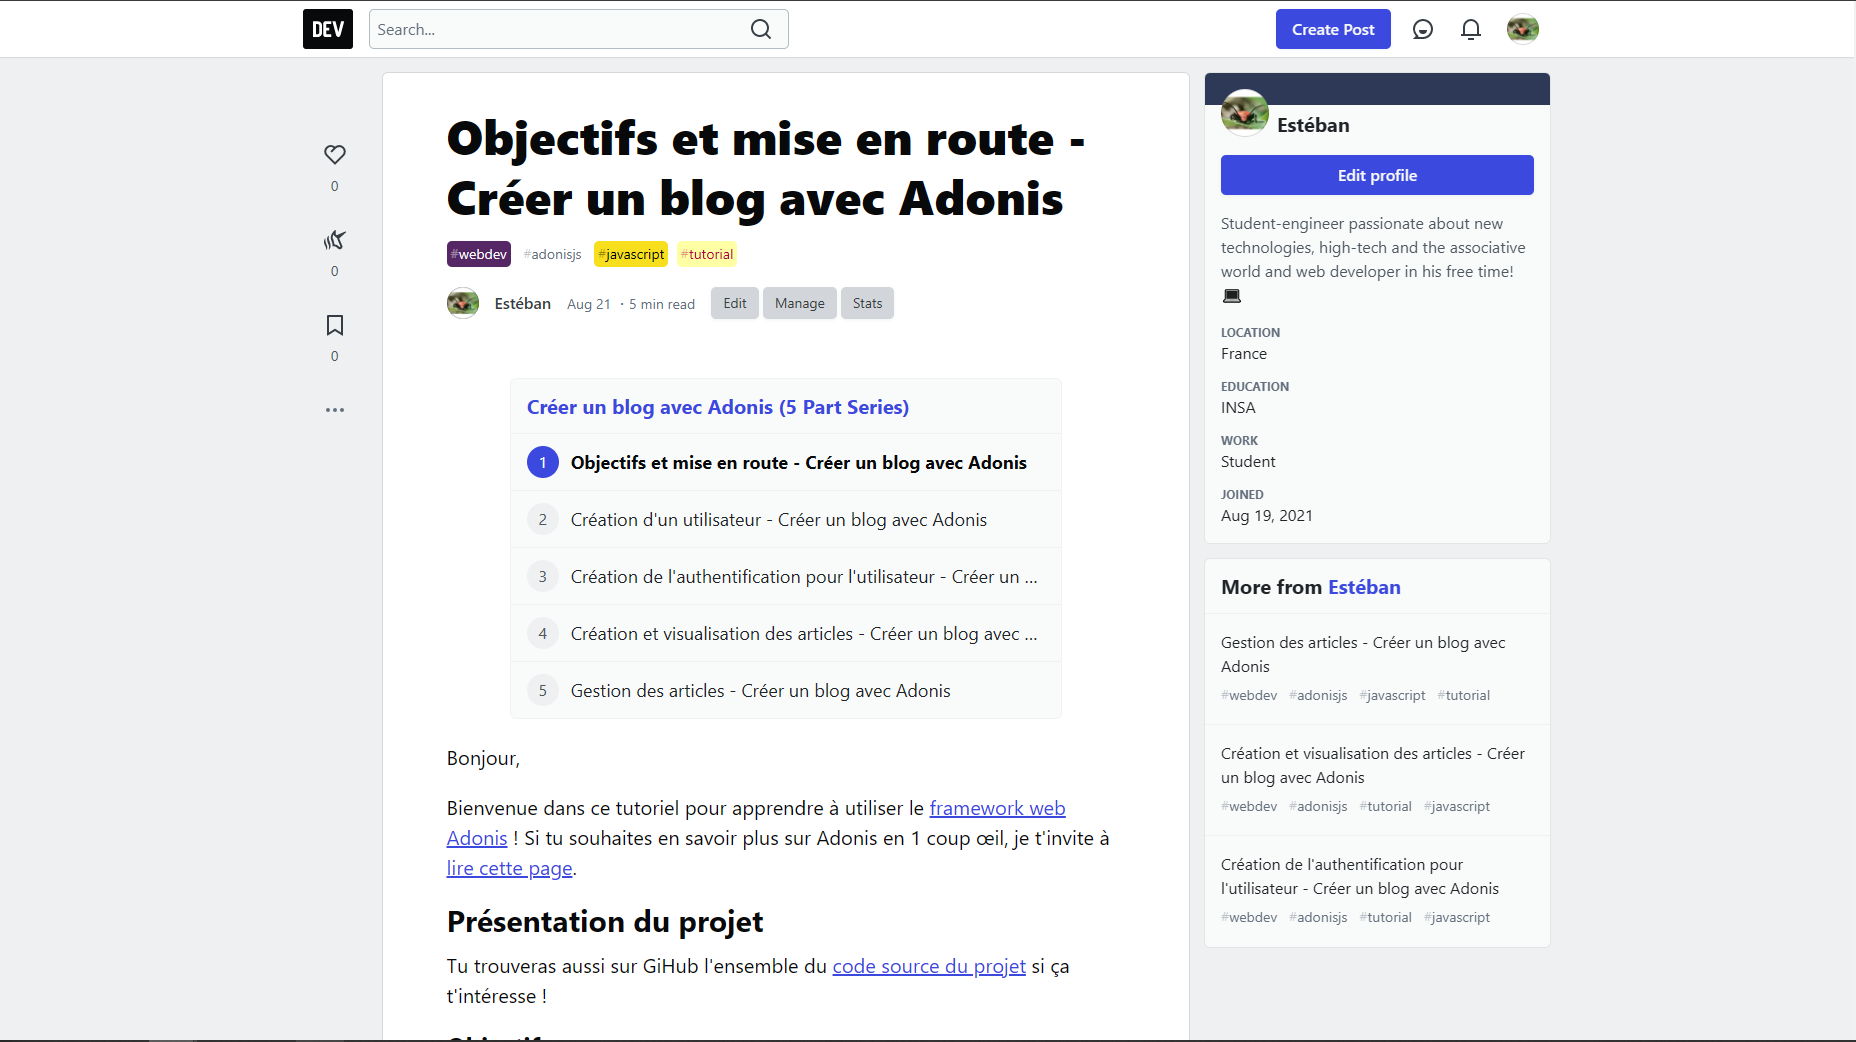 DEV
Search...
Create Post
0
0
0
Objectifs et mise en route -
Créer un blog avec Adonis
#webdev #adonisjs #javascript #tutorial
Estéban Aug 21 · 5 min read Edit Manage Stats
Créer un blog avec Adonis (5 Part Series)
1 Objectifs et mise en route - Créer un blog avec Adonis
2 Création d'un utilisateur - Créer un blog avec Adonis
3 Création de l'authentification pour l'utilisateur - Créer un ...
4 Création et visualisation des articles - Créer un blog avec ...
5 Gestion des articles - Créer un blog avec Adonis
Bonjour,
Bienvenue dans ce tutoriel pour apprendre à utiliser le framework web
Adonis ! Si tu souhaites en savoir plus sur Adonis en 1 coup œil, je t'invite à
lire cette page.
Présentation du projet
Tu trouveras aussi sur GiHub l'ensemble du code source du projet si ça
t'intéresse !
Estéban
Edit profile
Student-engineer passionate about new
technologies, high-tech and the associative
world and web developer in his free time!
LOCATION
France
EDUCATION
INSA
WORK
Student
JOINED
Aug 19, 2021
More from Estéban
Gestion des articles - Créer un blog avec
Adonis
#webdev #adonisjs #javascript #tutorial
Création et visualisation des articles - Créer
un blog avec Adonis
#webdev #adonisjs #tutorial #javascript
Création de l'authentification pour
l'utilisateur - Créer un blog avec Adonis
#webdev #adonisjs #tutorial #javascript